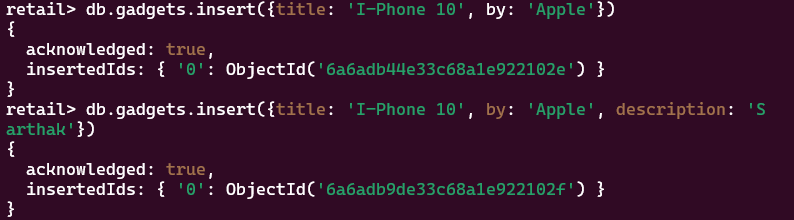 retail> db.gadgets.insert({title: 'I-Phone 10', by: 'Apple'})
{
  acknowledged: true,
  insertedIds: { '0': ObjectId('6a6adb44e33c68a1e922102e') }
}
retail> db.gadgets.insert({title: 'I-Phone 10', by: 'Apple', description: 'S
arthak'})
{
  acknowledged: true,
  insertedIds: { '0': ObjectId('6a6adb9de33c68a1e922102f') }
}